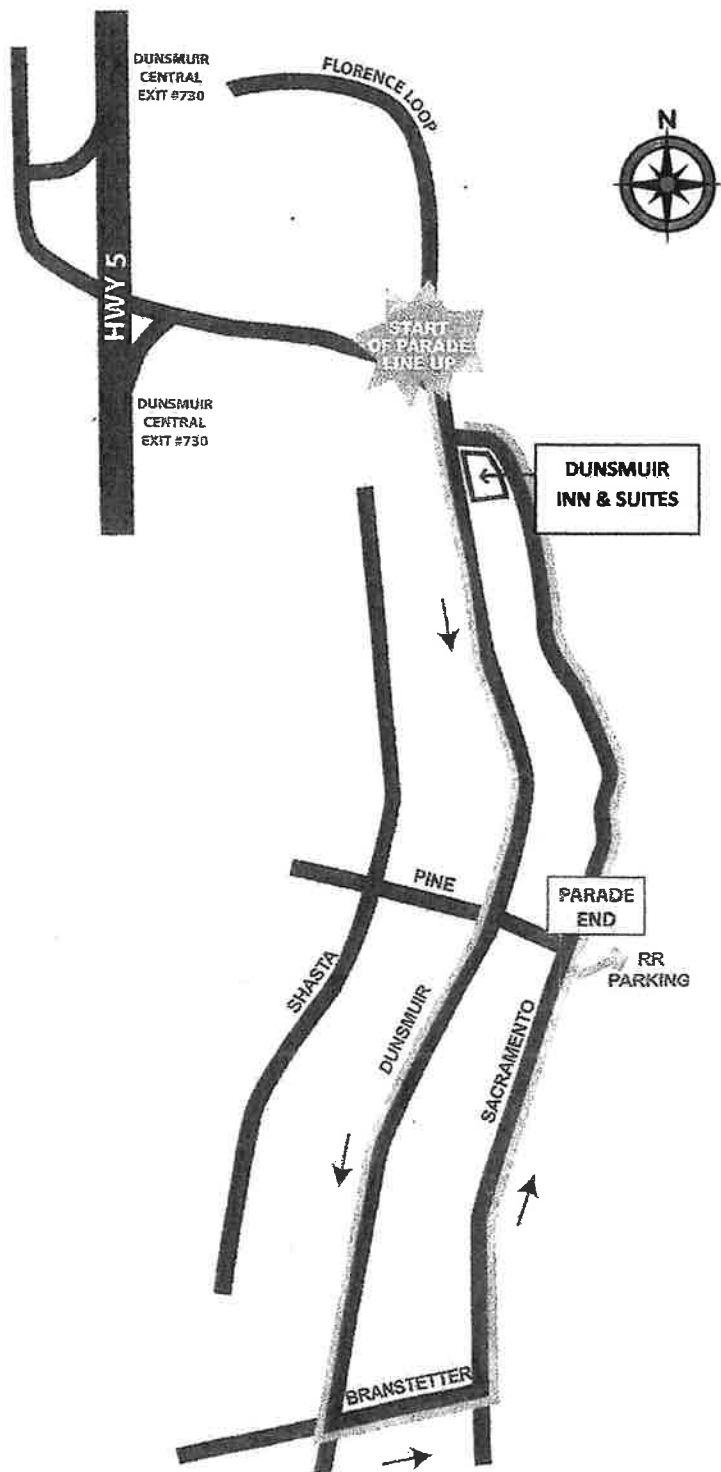 DUNSMUIR
CENTRAL
EXIT #730
FLORENCE LOOP
N
HWY 5
START
OF PARADE
LINE UP
DUNSMUIR
CENTRAL
EXIT #730
DUNSMUIR
INN & SUITES
PINE
PARADE
END
RR
PARKING
SHASTA
DUNSMUIR
SACRAMENTO
BRANSTETTER